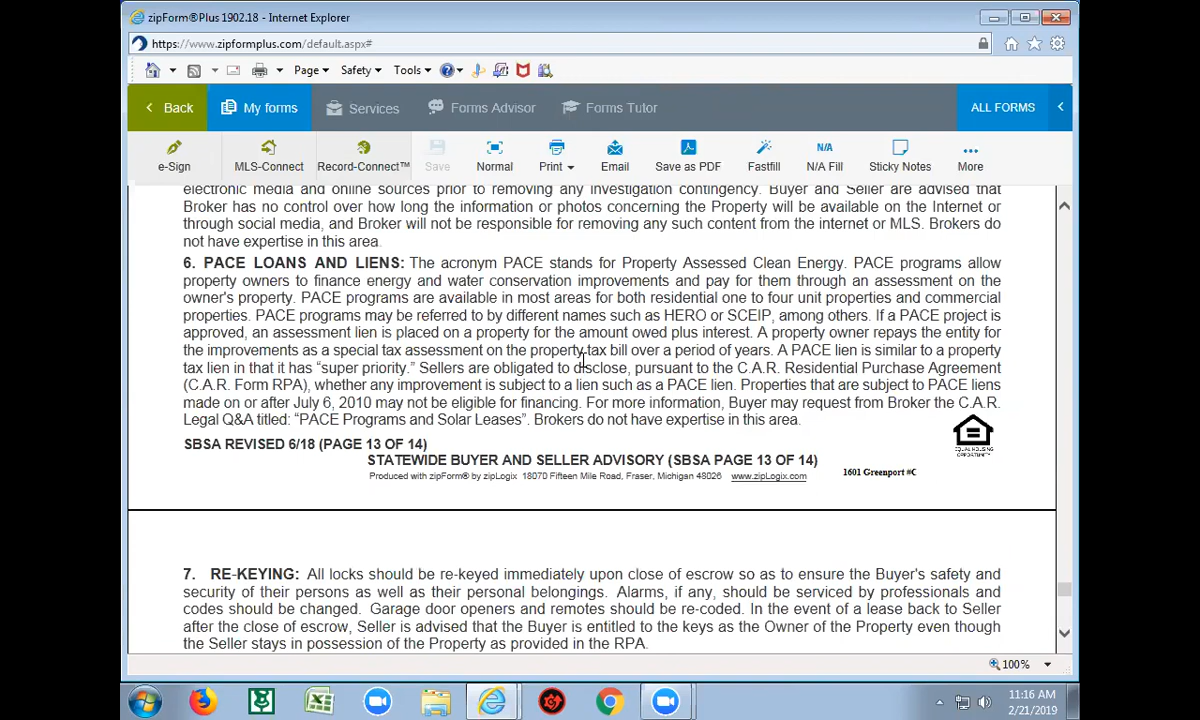 zipForm®Plus 1902.18 - Internet Explorer
https://www.zipformplus.com/default.aspx#
Page Safety Tools
Back My forms Services Forms Advisor Forms Tutor ALL FORMS
e-Sign MLS-Connect Record-Connect™ Save Normal Print Email Save as PDF Fastfill N/A N/A Fill Sticky Notes More
electronic media and online sources prior to removing any investigation contingency. Buyer and Seller are advised that
Broker has no control over how long the information or photos concerning the Property will be available on the Internet or
through social media, and Broker will not be responsible for removing any such content from the internet or MLS. Brokers do
not have expertise in this area.
6. PACE LOANS AND LIENS: The acronym PACE stands for Property Assessed Clean Energy. PACE programs allow
property owners to finance energy and water conservation improvements and pay for them through an assessment on the
owner's property. PACE programs are available in most areas for both residential one to four unit properties and commercial
properties. PACE programs may be referred to by different names such as HERO or SCEIP, among others. If a PACE project is
approved, an assessment lien is placed on a property for the amount owed plus interest. A property owner repays the entity for
the improvements as a special tax assessment on the property tax bill over a period of years. A PACE lien is similar to a property
tax lien in that it has “super priority.” Sellers are obligated to disclose, pursuant to the C.A.R. Residential Purchase Agreement
(C.A.R. Form RPA), whether any improvement is subject to a lien such as a PACE lien. Properties that are subject to PACE liens
made on or after July 6, 2010 may not be eligible for financing. For more information, Buyer may request from Broker the C.A.R.
Legal Q&A titled: “PACE Programs and Solar Leases”. Brokers do not have expertise in this area.
SBSA REVISED 6/18 (PAGE 13 OF 14)
EQUAL HOUSING
OPPORTUNITY
STATEWIDE BUYER AND SELLER ADVISORY (SBSA PAGE 13 OF 14)
Produced with zipForm® by zipLogix 18070 Fifteen Mile Road, Fraser, Michigan 48026 www.zipLogix.com 1601 Greenport #C
7. RE-KEYING: All locks should be re-keyed immediately upon close of escrow so as to ensure the Buyer's safety and
security of their persons as well as their personal belongings. Alarms, if any, should be serviced by professionals and
codes should be changed. Garage door openers and remotes should be re-coded. In the event of a lease back to Seller
after the close of escrow, Seller is advised that the Buyer is entitled to the keys as the Owner of the Property even though
the Seller stays in possession of the Property as provided in the RPA.
100%
11:16 AM
2/21/2019